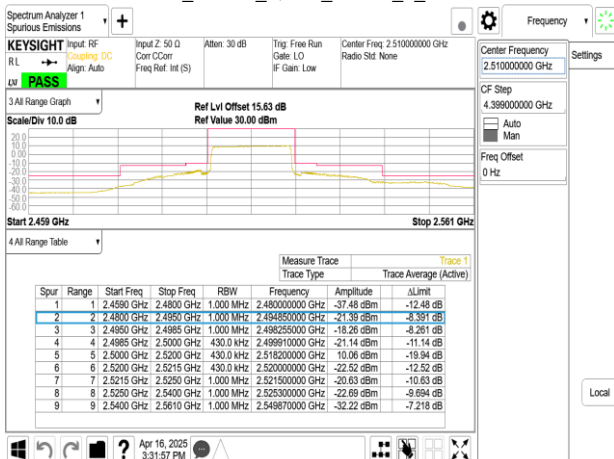 Spectrum Analyzer 1
Spurious Emissions
Frequency
KEYSIGHT
Input: RF
Input Z: 50 Ω
Atten: 30 dB
Trig: Free Run
Center Freq: 2.510000000 GHz
RL
Coupling: DC
Corr CCorr
Gate: LO
Radio Std: None
Align: Auto
Freq Ref: Int (S)
IF Gain: Low
PASS
Center Frequency
2.510000000 GHz
Settings
CF Step
4.399000000 GHz
Auto
Man
Freq Offset
0 Hz
3 All Range Graph
Ref Lvl Offset 15.63 dB
Scale/Div 10.0 dB
Ref Value 30.00 dBm
20.0
10.0
0.00
-10.0
-20.0
-30.0
-40.0
-50.0
-60.0
Start 2.459 GHz
Stop 2.561 GHz
4 All Range Table
Measure Trace Trace 1
Trace Type Trace Average (Active)
Spur Range Start Freq Stop Freq RBW Frequency Amplitude ΔLimit
1 1 2.4590 GHz 2.4800 GHz 1.000 MHz 2.480000000 GHz -37.48 dBm -12.48 dB
2 2 2.4800 GHz 2.4950 GHz 1.000 MHz 2.494850000 GHz -21.39 dBm -8.391 dB
3 3 2.4950 GHz 2.4985 GHz 1.000 MHz 2.498255000 GHz -18.26 dBm -8.261 dB
4 4 2.4985 GHz 2.5000 GHz 430.0 kHz 2.499910000 GHz -21.14 dBm -11.14 dB
5 5 2.5000 GHz 2.5200 GHz 430.0 kHz 2.518200000 GHz 10.06 dBm -19.94 dB
6 6 2.5200 GHz 2.5215 GHz 430.0 kHz 2.520000000 GHz -22.52 dBm -12.52 dB
7 7 2.5215 GHz 2.5250 GHz 1.000 MHz 2.521500000 GHz -20.63 dBm -10.63 dB
8 8 2.5250 GHz 2.5400 GHz 1.000 MHz 2.525300000 GHz -22.69 dBm -9.694 dB
9 9 2.5400 GHz 2.5610 GHz 1.000 MHz 2.549870000 GHz -32.22 dBm -7.218 dB
Local
Apr 16, 2025
3:31:57 PM